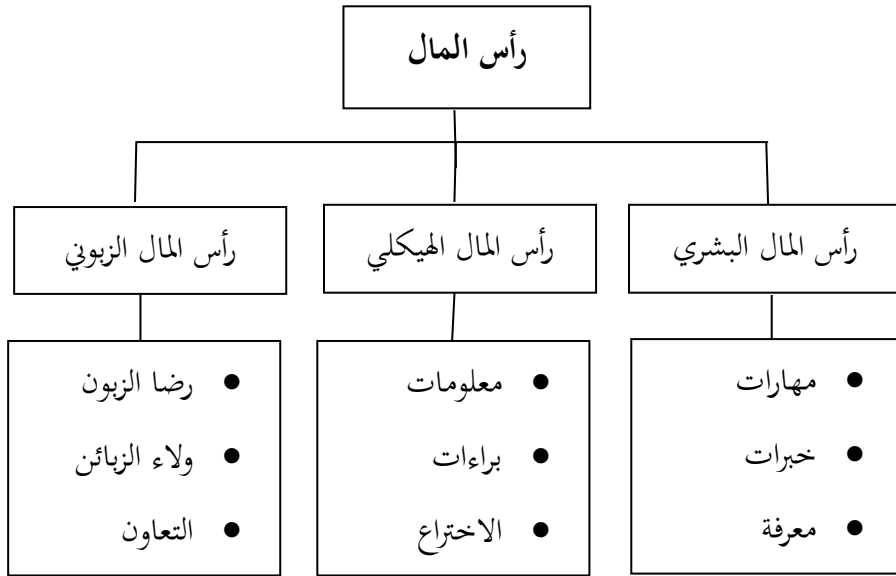 رأس المال
رأس المال البشري
رأس المال الهيكلي
رأس المال الزبوني
● مهارات
● خبرات
● معرفة
● معلومات
● براءات
● الاختراع
● رضا الزبون
● ولاء الزبائن
● التعاون